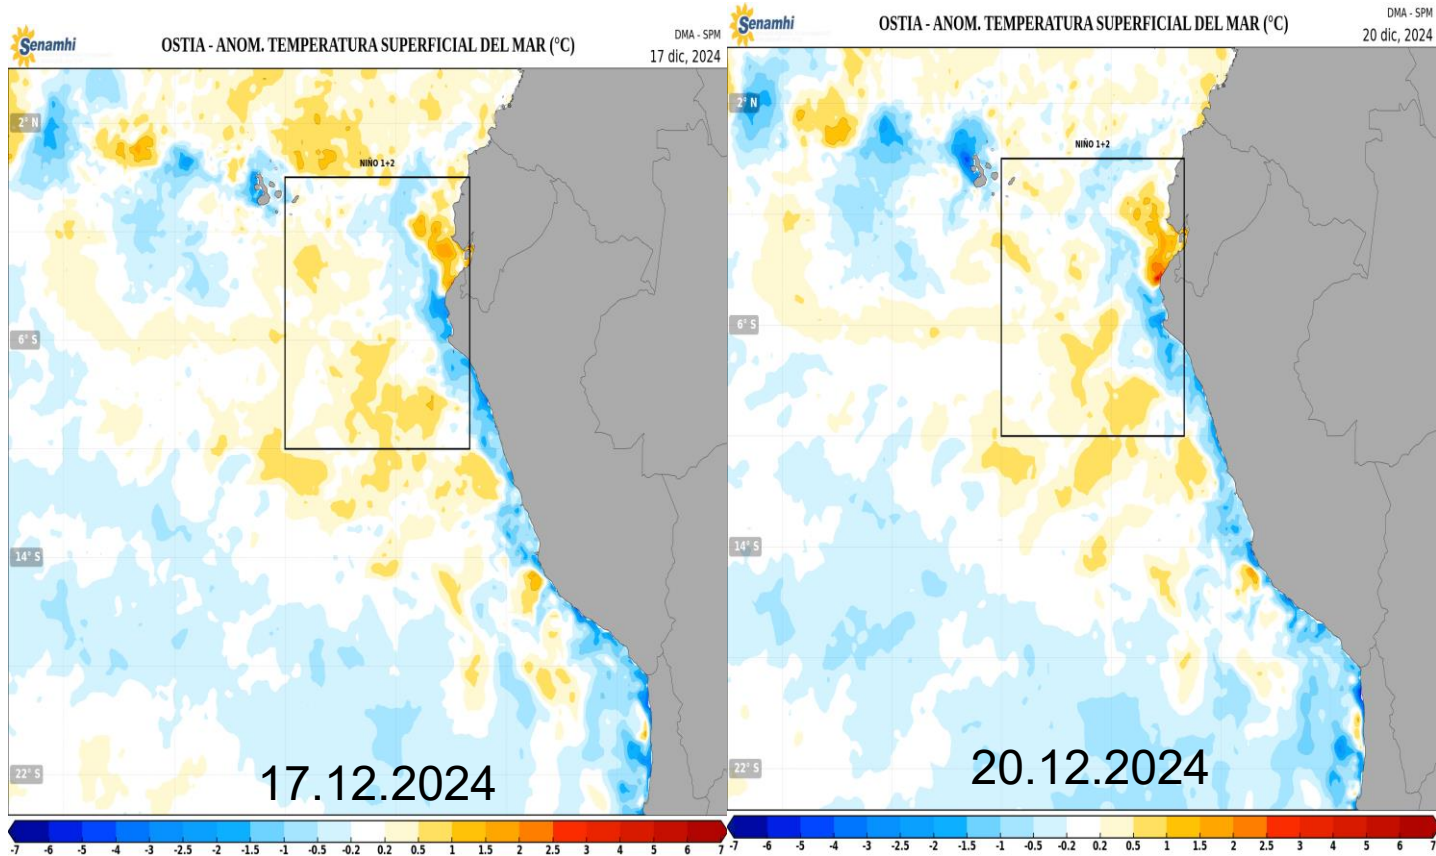 Senamhi
OSTIA - ANOM. TEMPERATURA SUPERFICIAL DEL MAR (°C)
DMA - SPM
17 dic, 2024
2° N
NIÑO 1+2
6° S
14° S
22° S
17.12.2024
-7 -6 -5 -4 -3 -2.5 -2 -1.5 -1 -0.5 -0.2 0.2 0.5 1 1.5 2 2.5 3 4 5 6 7
Senamhi
OSTIA - ANOM. TEMPERATURA SUPERFICIAL DEL MAR (°C)
DMA - SPM
20 dic, 2024
2° N
NIÑO 1+2
6° S
14° S
22° S
20.12.2024
-7 -6 -5 -4 -3 -2.5 -2 -1.5 -1 -0.5 -0.2 0.2 0.5 1 1.5 2 2.5 3 4 5 6 7